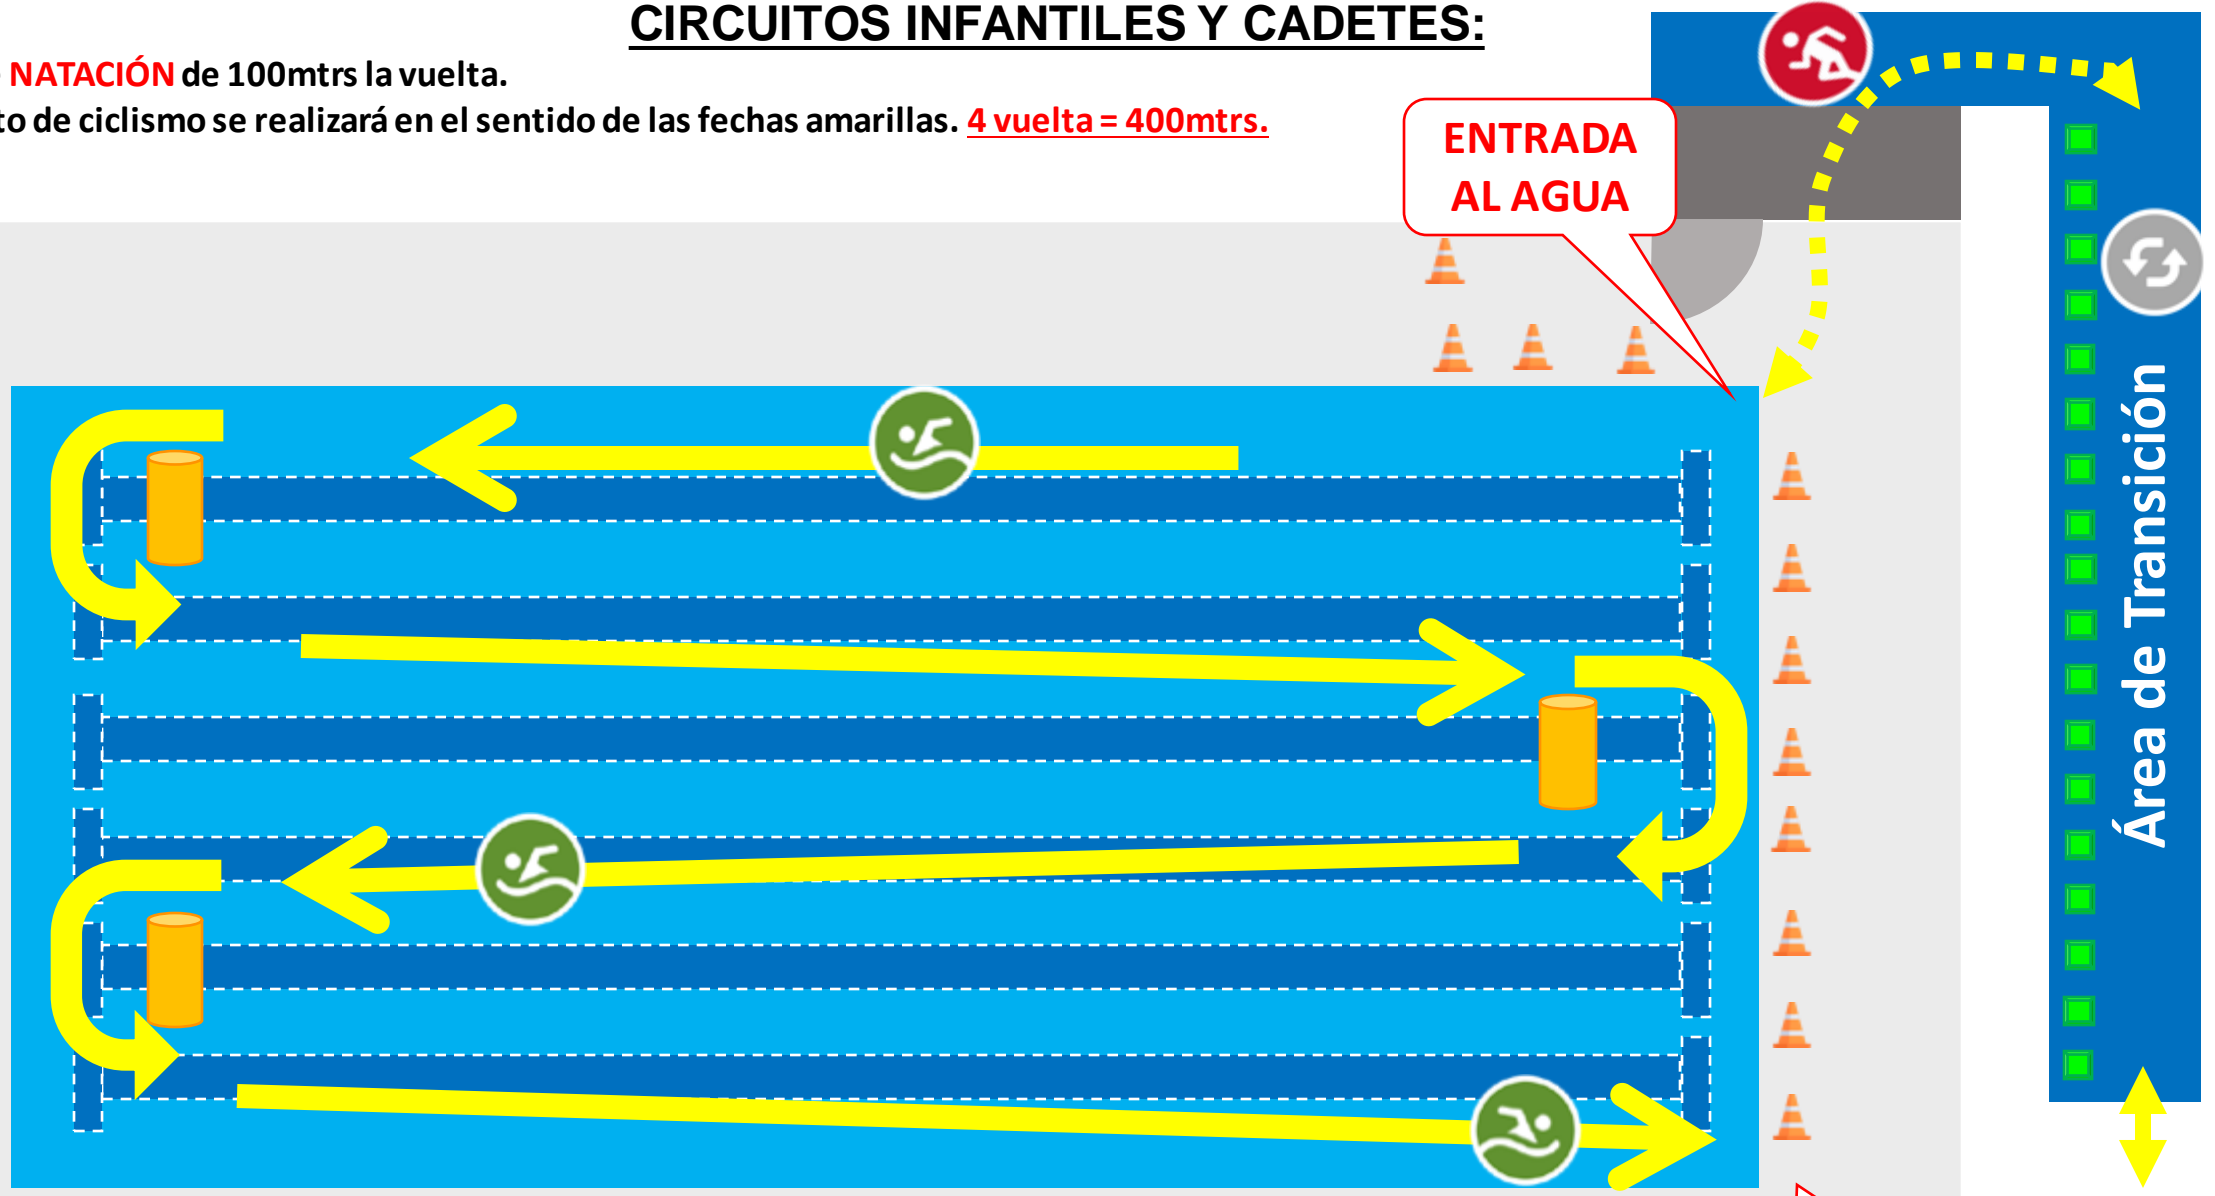 CIRCUITOS INFANTILES Y CADETES:
NATACIÓN de 100mtrs la vuelta.
to de ciclismo se realizará en el sentido de las fechas amarillas. 4 vuelta = 400mtrs.
ENTRADA
AL AGUA
Área de Transición